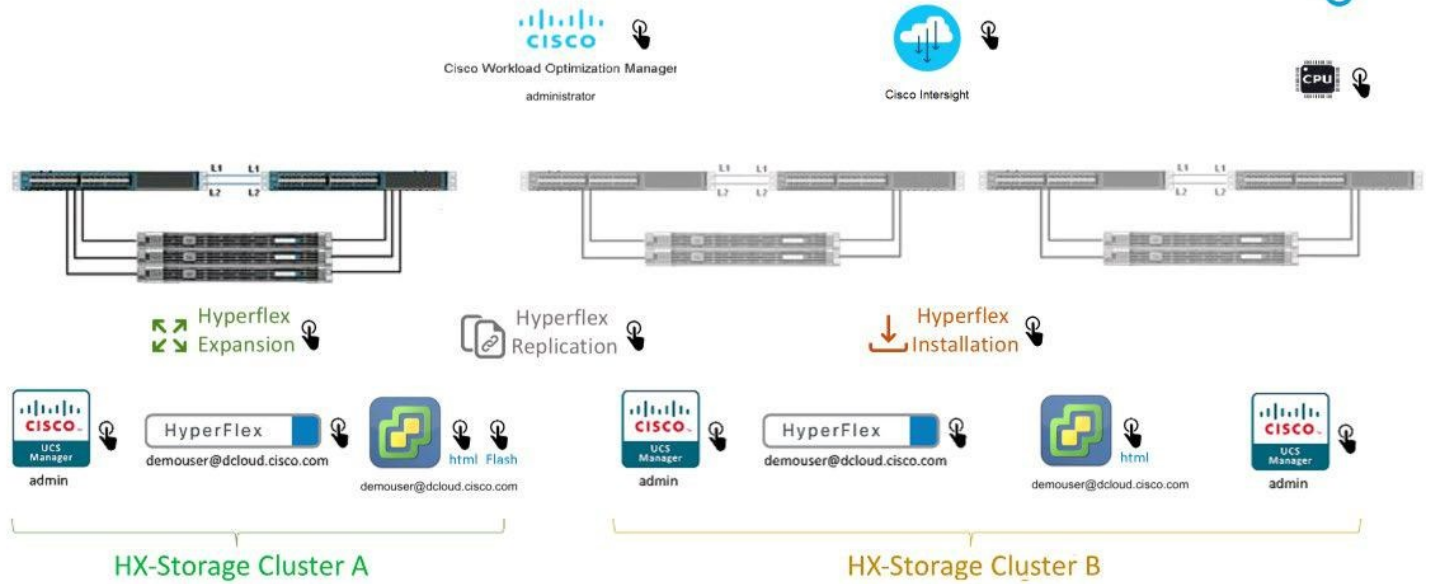 CISCO
Cisco Workload Optimization Manager
administrator
Cisco Intersight
CPU
L1 L1
L2 L2
L1 L1
L2 L2
L1 L1
L2 L2
Hyperflex
Expansion
Hyperflex
Replication
Hyperflex
Installation
CISCO
UCS
Manager
admin
HyperFlex
demouser@dcloud.cisco.com
html Flash
demouser@dcloud.cisco.com
CISCO
UCS
Manager
admin
HyperFlex
demouser@dcloud.cisco.com
html
demouser@dcloud.cisco.com
CISCO
UCS
Manager
admin
HX-Storage Cluster A
HX-Storage Cluster B